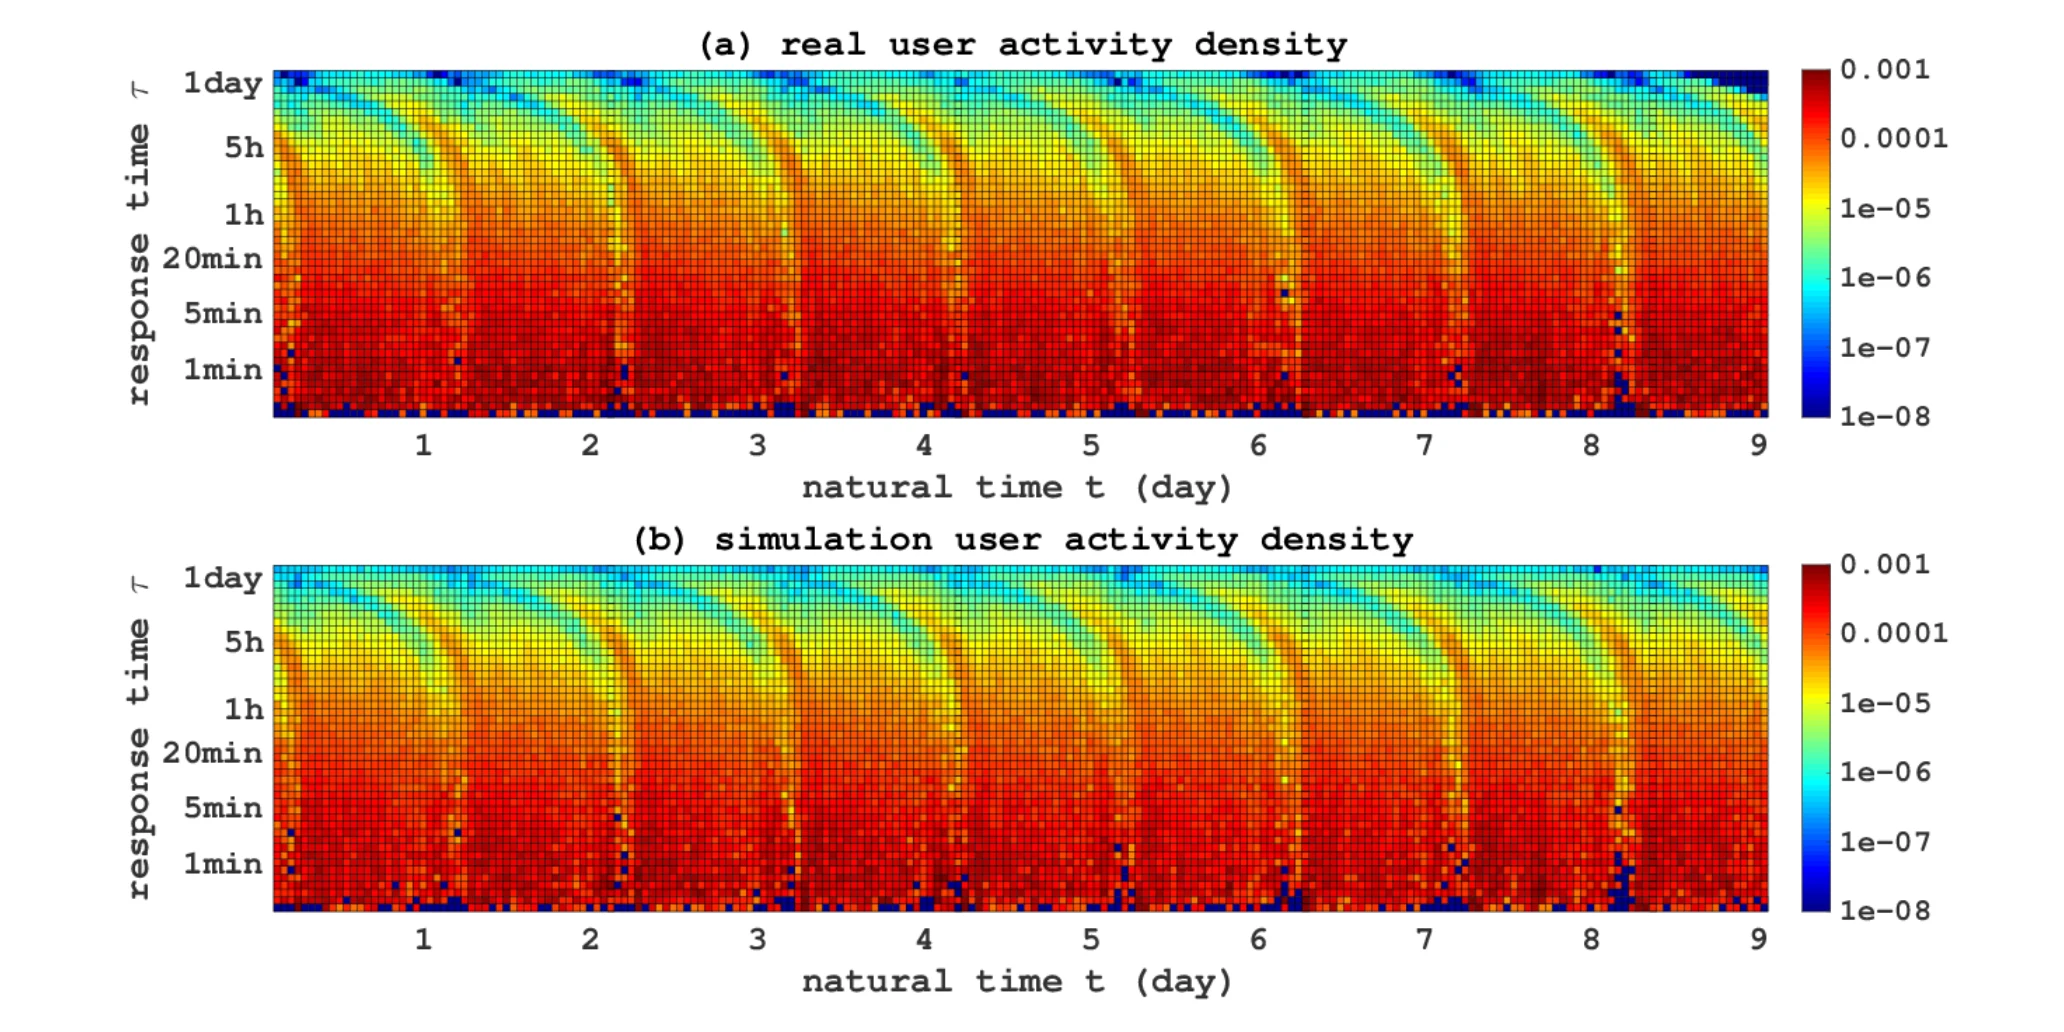 (a) real user activity density
response time τ
1day
5h
1h
20min
5min
1min
1 2 3 4 5 6 7 8 9
natural time t (day)
0.001
0.0001
1e-05
1e-06
1e-07
1e-08
(b) simulation user activity density
response time τ
1day
5h
1h
20min
5min
1min
1 2 3 4 5 6 7 8 9
natural time t (day)
0.001
0.0001
1e-05
1e-06
1e-07
1e-08